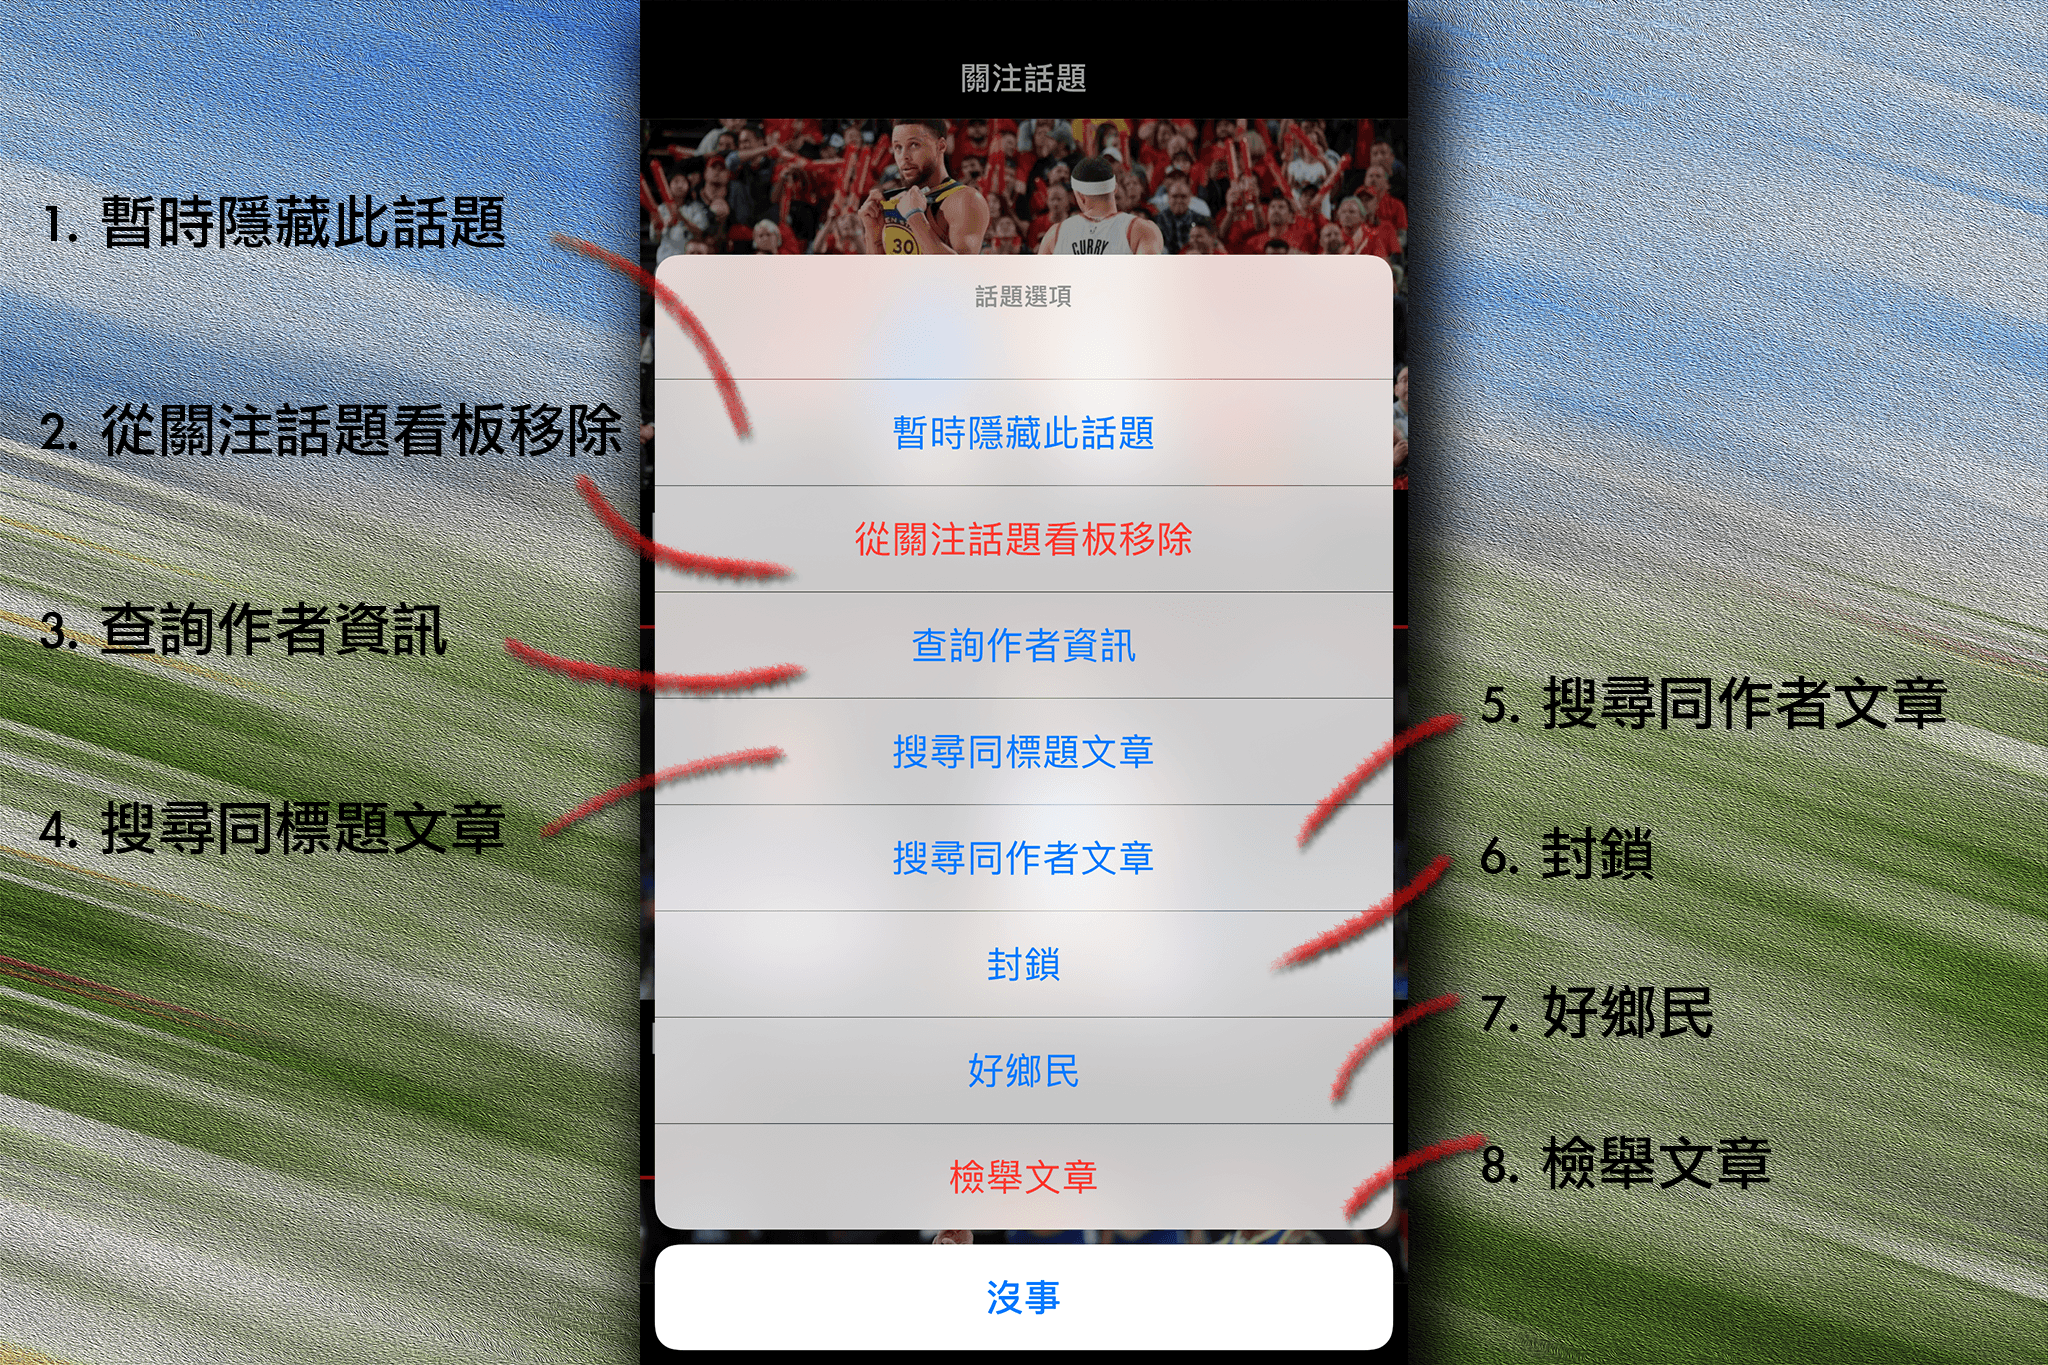 關注話題
30
CURRY
話題選項
暫時隱藏此話題
從關注話題看板移除
查詢作者資訊
搜尋同標題文章
搜尋同作者文章
封鎖
好鄉民
檢舉文章
沒事
1. 暫時隱藏此話題
2. 從關注話題看板移除
3. 查詢作者資訊
4. 搜尋同標題文章
5. 搜尋同作者文章
6. 封鎖
7. 好鄉民
8. 檢舉文章